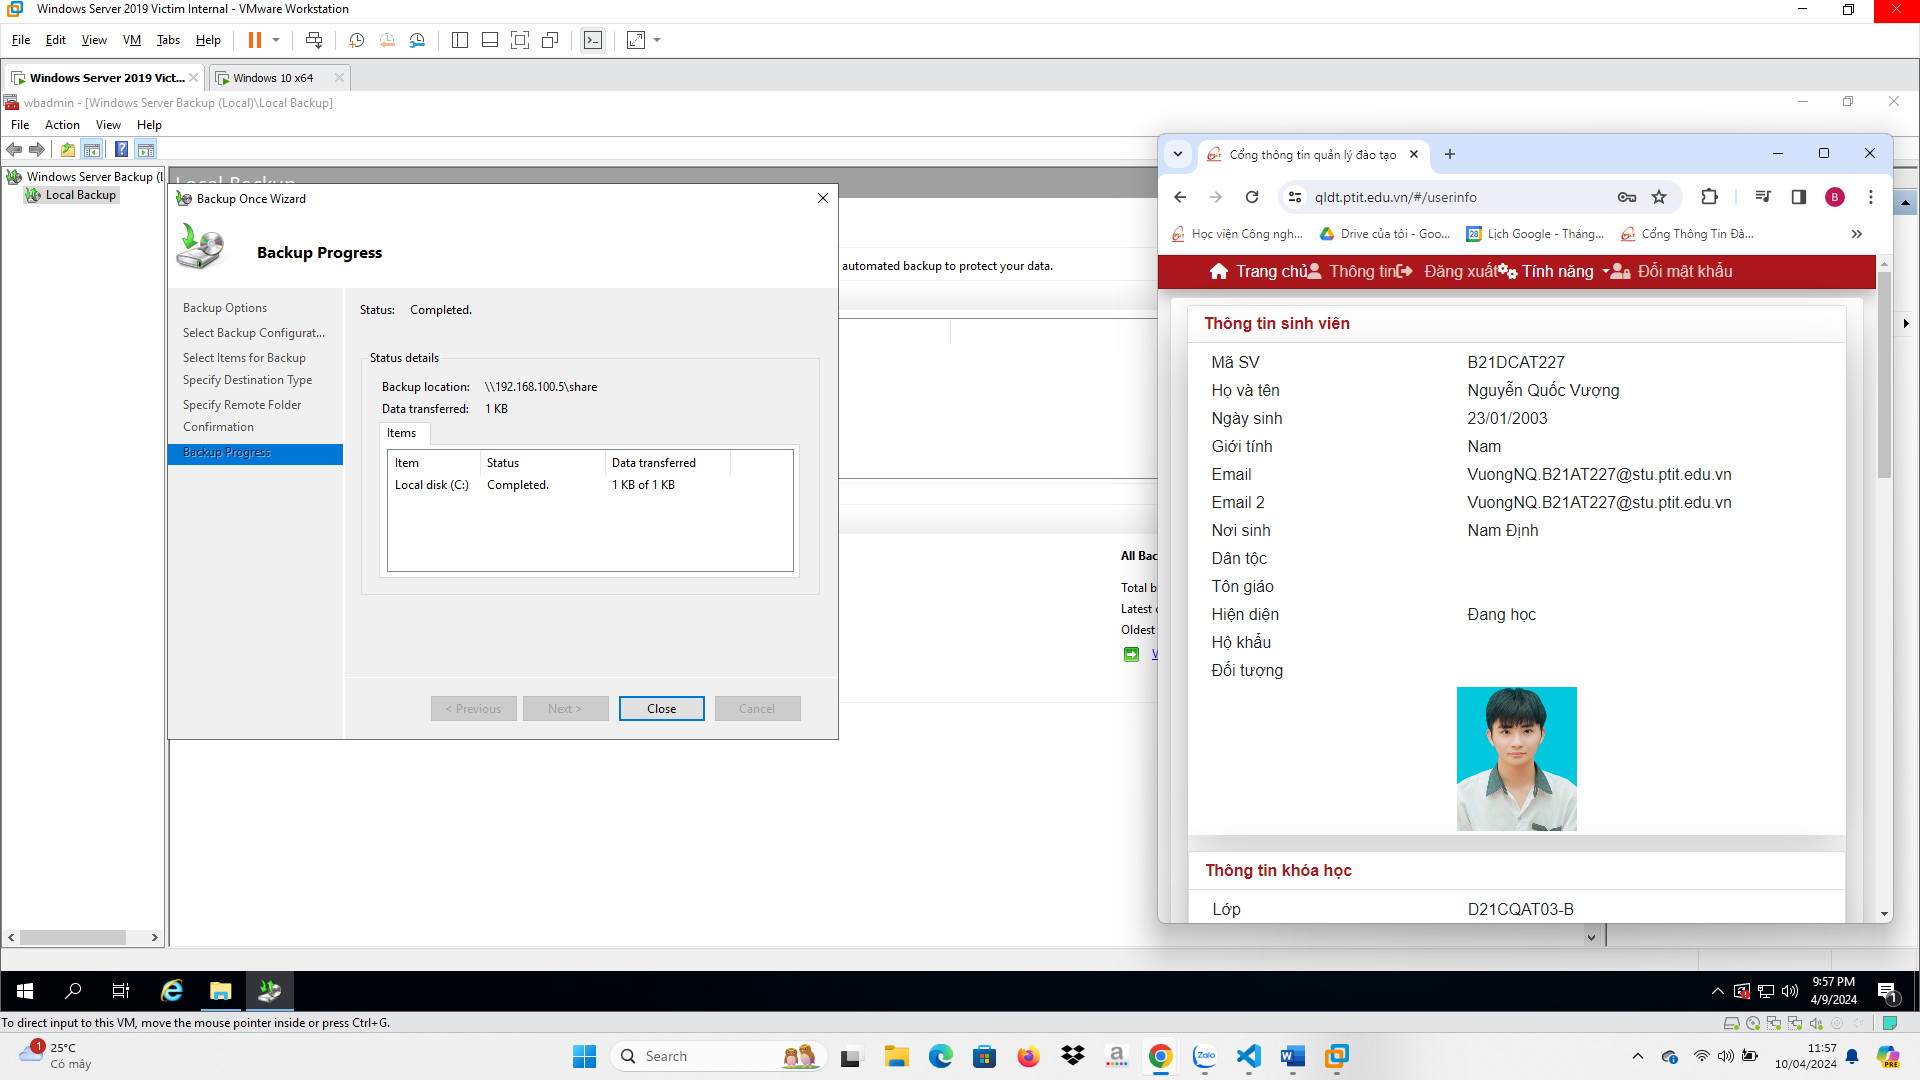 Windows Server 2019 Victim Internal - VMware Workstation
File Edit View VM Tabs Help
Windows Server 2019 Vict...
Windows 10 x64
wbadmin - [Windows Server Backup (Local)\Local Backup]
File Action View Help
Windows Server Backup (L
Local Backup
Local Backup
automated backup to protect your data.
All Bac
Total b
Latest
Oldest
V
Backup Once Wizard
Backup Progress
Backup Options
Select Backup Configurat...
Select Items for Backup
Specify Destination Type
Specify Remote Folder
Confirmation
Backup Progress
Status: Completed.
Status details
Backup location: \\192.168.100.5\share
Data transferred: 1 KB
Items
Item Status Data transferred
Local disk (C:) Completed. 1 KB of 1 KB
< Previous Next > Close Cancel
Cổng thông tin quản lý đào tạo
qldt.ptit.edu.vn/#/userinfo
B
Học viện Công ngh... Drive của tôi - Goo... 28 Lịch Google - Tháng... Cổng Thông Tin Đà...
Trang chủ Thông tin Đăng xuất Tính năng Đổi mật khẩu
Thông tin sinh viên
Mã SV B21DCAT227
Họ và tên Nguyễn Quốc Vượng
Ngày sinh 23/01/2003
Giới tính Nam
Email VuongNQ.B21AT227@stu.ptit.edu.vn
Email 2 VuongNQ.B21AT227@stu.ptit.edu.vn
Nơi sinh Nam Định
Dân tộc
Tôn giáo
Hiện diện Đang học
Hộ khẩu
Đối tượng
Thông tin khóa học
Lớp D21CQAT03-B
9:57 PM
4/9/2024
1
To direct input to this VM, move the mouse pointer inside or press Ctrl+G.
1
25°C
Có mây
Search
a
Zalo
W
11:57
10/04/2024
PRE